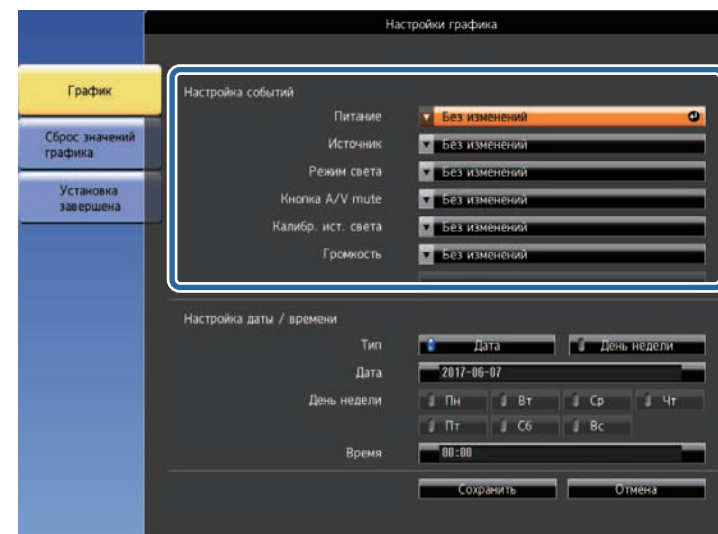 Настройки графика
График
Сброс значений
графика
Установка
завершена
Настройка событий
Питание Без изменений
Источник Без изменений
Режим света Без изменений
Кнопка A/V mute Без изменений
Калибр. ист. света Без изменений
Громкость Без изменений
Настройка даты / времени
Тип Дата День недели
Дата 2017-06-07
День недели Пн Вт Ср Чт
Пт Сб Вс
Время 00:00
Сохранить Отмена